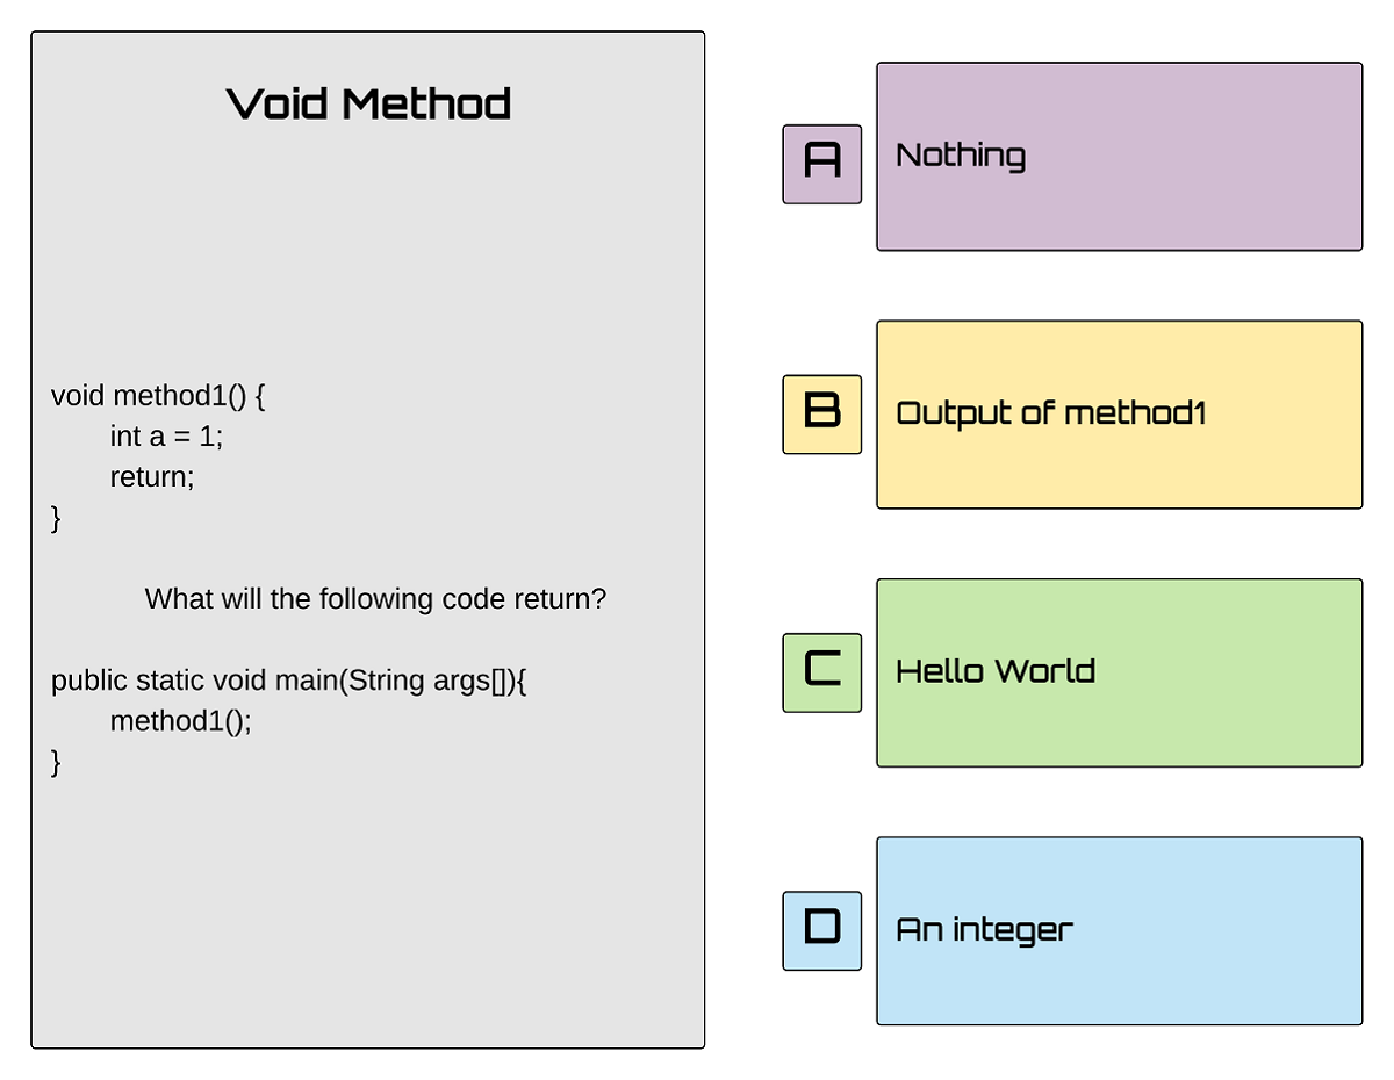 Void Method
void method1() {
int a = 1;
return;
}
What will the following code return?
public static void main(String args[]){
method1();
}
A
Nothing
B
Output of method1
C
Hello World
D
An integer